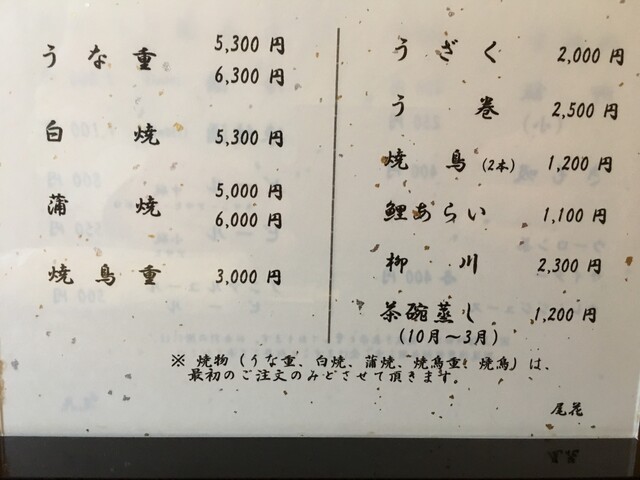 うな重 5,300円
6,300円
白焼 5,300円
蒲焼 5,000円
6,000円
焼鳥重 3,000円
うざく 2,000円
う巻 2,500円
焼鳥(2本) 1,200円
鯉あらい 1,100円
柳川 2,300円
茶碗蒸し 1,200円
(10月~3月)
※ 焼物(うな重、白焼、蒲焼、焼鳥重、焼鳥)は、
最初のご注文のみとさせて頂きます。
尾花